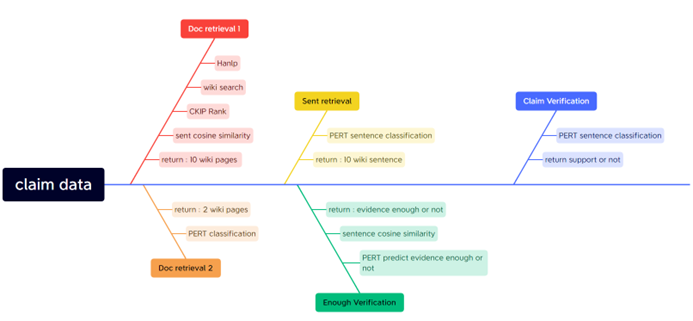 Doc retrieval 1
Hanlp
wiki search
CKIP Rank
sent cosine similarity
return : 10 wiki pages
Sent retrieval
PERT sentence classification
return : 10 wiki sentence
Claim Verification
PERT sentence classification
return support or not
claim data
return : 2 wiki pages
PERT classification
Doc retrieval 2
return : evidence enough or not
sentence cosine similarity
PERT predict evidence enough or
not
Enough Verification